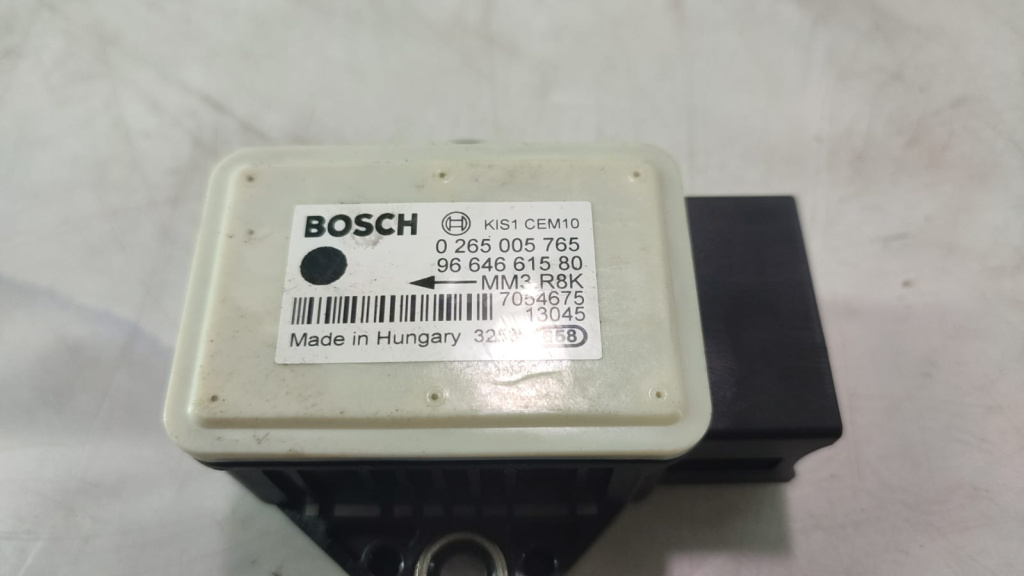 BOSCH KIS1 CEM10
0 265 005 765
96 646 615 80
MM3 R8K
7054675
13045
Made in Hungary